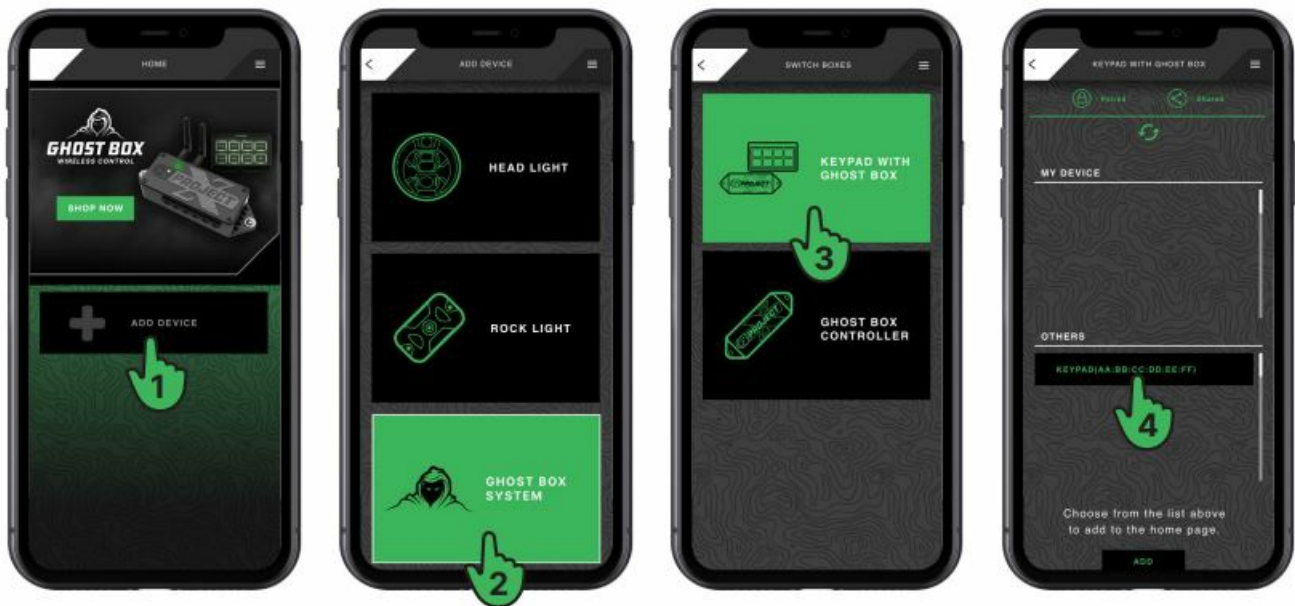 HOME
GHOST BOX
WIRELESS CONTROL
SHOP NOW
PROJECT
ADD DEVICE
1
ADD DEVICE
HEAD LIGHT
ROCK LIGHT
GHOST BOX
SYSTEM
2
SWITCH BOXES
PROJECT
KEYPAD WITH
GHOST BOX
3
PROJECT
GHOST BOX
CONTROLLER
KEYPAD WITH GHOST BOX
Paired
Shared
MY DEVICE
OTHERS
KEYPAD(AA:BB:CC:DD:EE:FF)
4
Choose from the list above
to add to the home page.
ADD